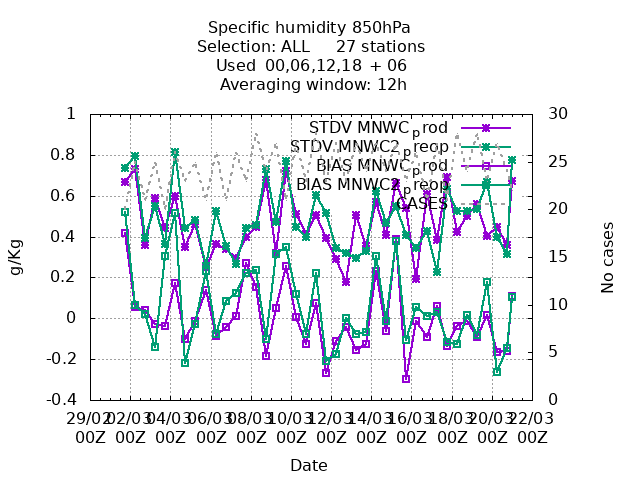 Specific humidity 850hPa
Selection: ALL 27 stations
Used 00,06,12,18 + 06
Averaging window: 12h
STDV MNWC_prod
STDV MNWC2_preop
BIAS MNWC_prod
BIAS MNWC2_preop
CASES
1
0.8
0.6
0.4
0.2
0
-0.2
-0.4
g/Kg
30
25
20
15
10
5
0
No cases
29/02 02/03 04/03 06/03 08/03 10/03 12/03 14/03 16/03 18/03 20/03 22/03
00Z 00Z 00Z 00Z 00Z 00Z 00Z 00Z 00Z 00Z 00Z 00Z
Date